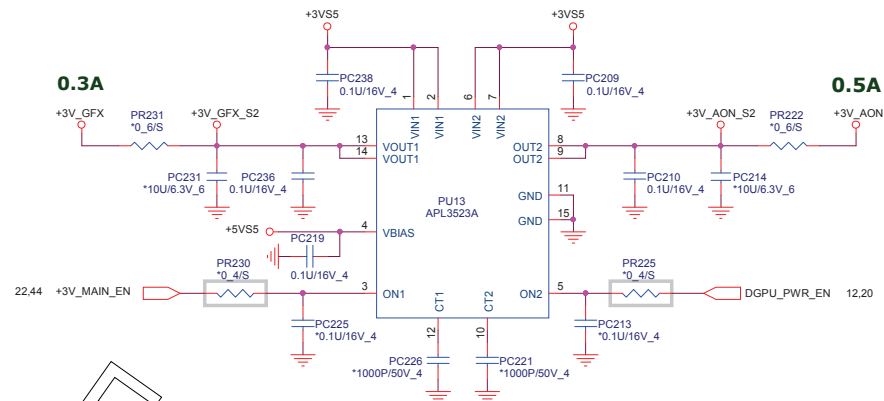 +3VS5
+3VS5
PC238
0.1U/16V_4
PC209
0.1U/16V_4
0.3A
0.5A
+3V_GFX
PR231
*0_6/S
+3V_GFX_S2
+3V_AON_S2
PR222
*0_6/S
+3V_AON
1
2
6
7
VIN1
VIN1
VIN2
VIN2
13
VOUT1
14
VOUT1
8
OUT2
9
OUT2
PC231
*10U/6.3V_6
PC236
0.1U/16V_4
PC210
0.1U/16V_4
PC214
*10U/6.3V_6
PU13
APL3523A
11
GND
15
GND
+5VS5
4
VBIAS
PC219
0.1U/16V_4
22,44
+3V_MAIN_EN
PR230
*0_4/S
3
ON1
CT1
CT2
ON2
5
PR225
*0_4/S
DGPU_PWR_EN
12,20
PC225
*0.1U/16V_4
12
10
PC213
*0.1U/16V_4
PC226
*1000P/50V_4
PC221
*1000P/50V_4